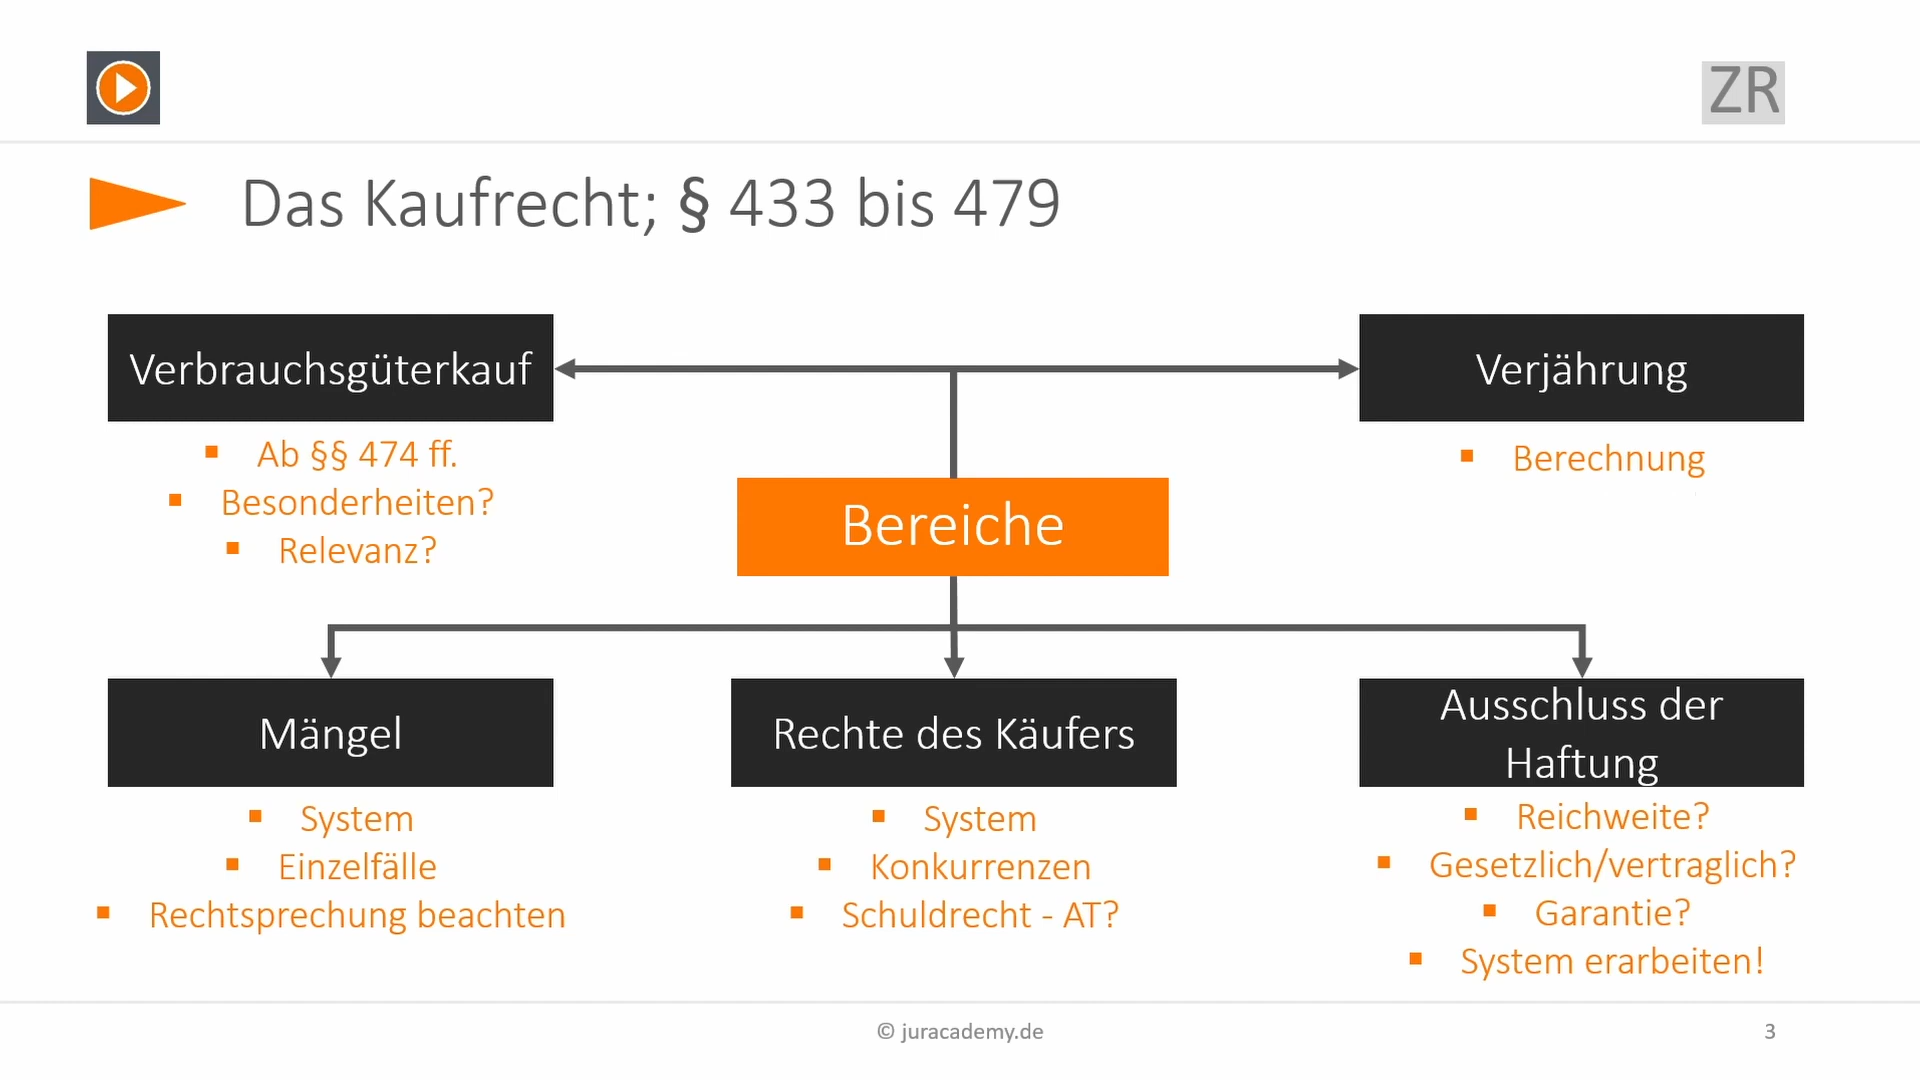 ZR
Das Kaufrecht; § 433 bis 479
Verbrauchsgüterkauf
Ab §§ 474 ff.
Besonderheiten?
Relevanz?
Verjährung
Berechnung
Bereiche
Mängel
System
Einzelfälle
Rechtsprechung beachten
Rechte des Käufers
System
Konkurrenzen
Schuldrecht - AT?
Ausschluss der
Haftung
Reichweite?
Gesetzlich/vertraglich?
Garantie?
System erarbeiten!
© juracademy.de
3